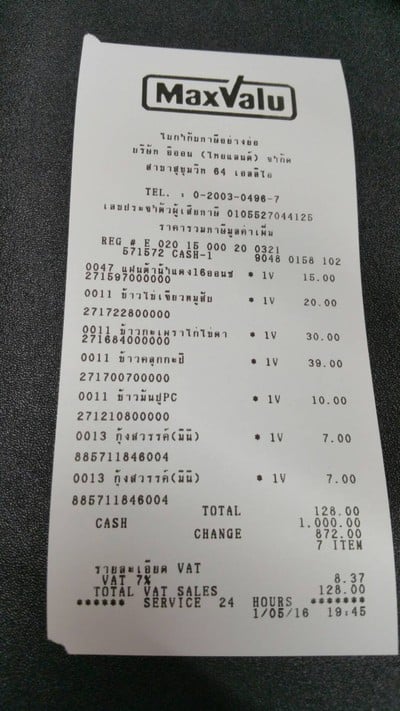 MaxValu
ใบกำกับภาษีอย่างย่อ
บริษัท อิออน (ไทยแลนด์) จำกัด
สาขาสุขุมวิท 64 เอลลิโอ
TEL. : 0-2003-0496-7
เลขประจำตัวผู้เสียภาษี 0105527044125
ราคารวมภาษีมูลค่าเพิ่ม
REG # E 020 15 000 20 0321
571572 CASH-1 9048 0158 102
0047 แฟนต้าน้ำแดง16ออนซ * 1V 15.00
271597000000
0011 ข้าวไข่เจียวหมูสับ * 1V 20.00
271722800000
0011 ข้าวกะเพราไก่ไข่ดา * 1V 30.00
271684000000
0011 ข้าวคลุกกะปิ * 1V 39.00
271700700000
0011 ข้าวมันปูPC * 1V 10.00
271210800000
0013 กุ้งสวรรค์(มินิ) * 1V 7.00
885711846004
0013 กุ้งสวรรค์(มินิ) * 1V 7.00
885711846004
TOTAL 128.00
CASH 1,000.00
CHANGE 872.00
7 ITEM
รายละเอียด VAT
VAT 7% 8.37
TOTAL VAT SALES 128.00
****** SERVICE 24 HOURS *******
1/05/16 19:45